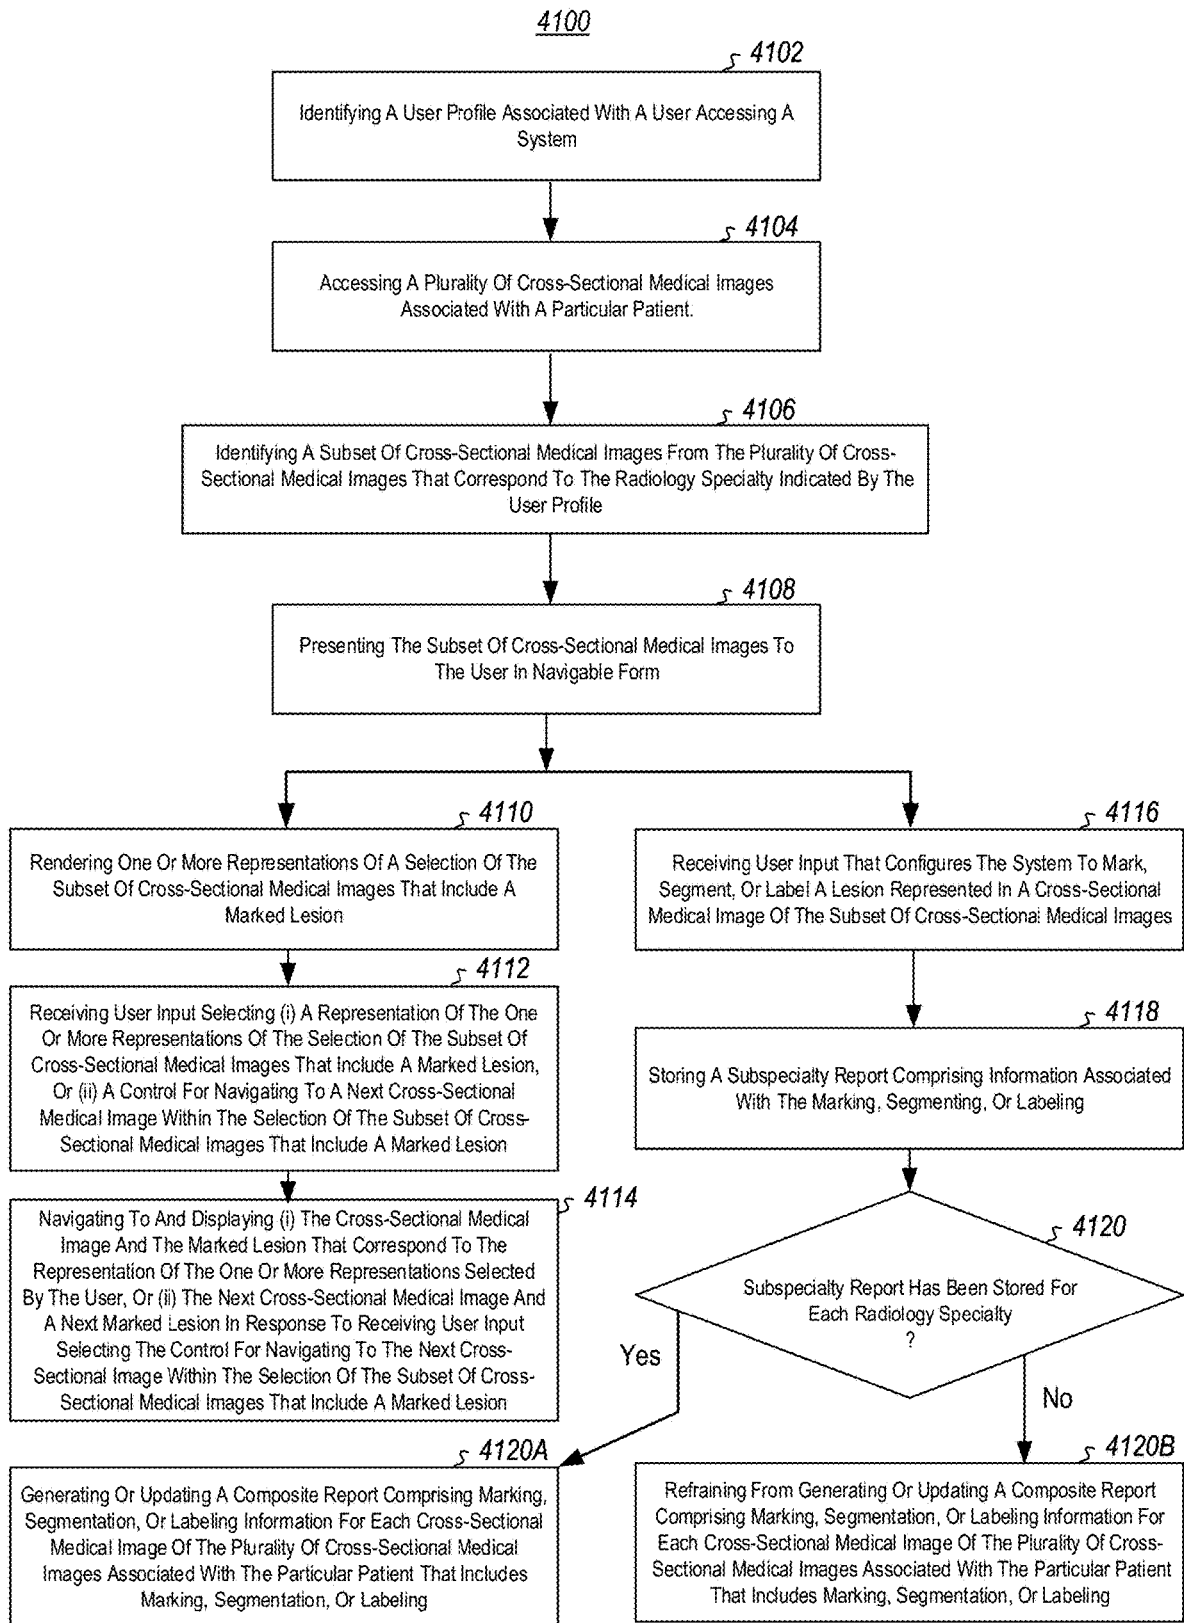 4100
4102
Identifying A User Profile Associated With A User Accessing A
System
4104
Accessing A Plurality Of Cross-Sectional Medical Images
Associated With A Particular Patient.
4106
Identifying A Subset Of Cross-Sectional Medical Images From The Plurality Of Cross-
Sectional Medical Images That Correspond To The Radiology Specialty Indicated By The
User Profile
4108
Presenting The Subset Of Cross-Sectional Medical Images To
The User In Navigable Form
4110
Rendering One Or More Representations Of A Selection Of The
Subset Of Cross-Sectional Medical Images That Include A
Marked Lesion
4112
Receiving User Input Selecting (i) A Representation Of The One
Or More Representations Of The Selection Of The Subset Of
Cross-Sectional Medical Images That Include A Marked Lesion,
Or (ii) A Control For Navigating To A Next Cross-Sectional
Medical Image Within The Selection Of The Subset Of Cross-
Sectional Medical Images That Include A Marked Lesion
4114
Navigating To And Displaying (i) The Cross-Sectional Medical
Image And The Marked Lesion That Correspond To The
Representation Of The One Or More Representations Selected
By The User, Or (ii) The Next Cross-Sectional Medical Image And
A Next Marked Lesion In Response To Receiving User Input
Selecting The Control For Navigating To The Next Cross-
Sectional Image Within The Selection Of The Subset Of Cross-
Sectional Medical Images That Include A Marked Lesion
4116
Receiving User Input That Configures The System To Mark,
Segment, Or Label A Lesion Represented In A Cross-Sectional
Medical Image Of The Subset Of Cross-Sectional Medical Images
4118
Storing A Subspecialty Report Comprising Information Associated
With The Marking, Segmenting, Or Labeling
4120
Subspecialty Report Has Been Stored For
Each Radiology Specialty
?
Yes
No
4120A
Generating Or Updating A Composite Report Comprising Marking,
Segmentation, Or Labeling Information For Each Cross-Sectional
Medical Image Of The Plurality Of Cross-Sectional Medical
Images Associated With The Particular Patient That Includes
Marking, Segmentation, Or Labeling
4120B
Refraining From Generating Or Updating A Composite Report
Comprising Marking, Segmentation, Or Labeling Information For
Each Cross-Sectional Medical Image Of The Plurality Of Cross-
Sectional Medical Images Associated With The Particular Patient
That Includes Marking, Segmentation, Or Labeling